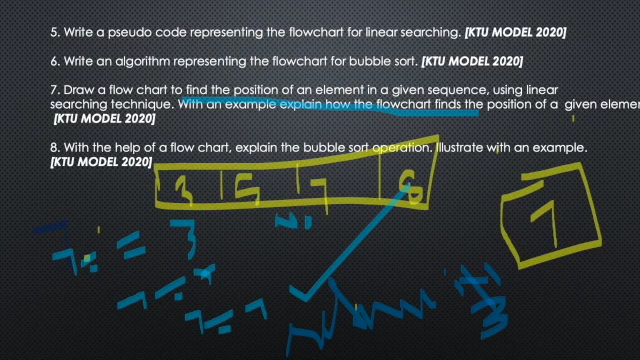 5. Write a pseudo code representing the flowchart for linear searching. [KTU MODEL 2020]
6. Write an algorithm representing the flowchart for bubble sort. [KTU MODEL 2020]
7. Draw a flow chart to find the position of an element in a given sequence, using linear
searching technique. With an example explain how the flowchart finds the position of a given elemen
[KTU MODEL 2020]
8. With the help of a flow chart, explain the bubble sort operation. Illustrate with an example.
[KTU MODEL 2020]
3 5 7 8
7